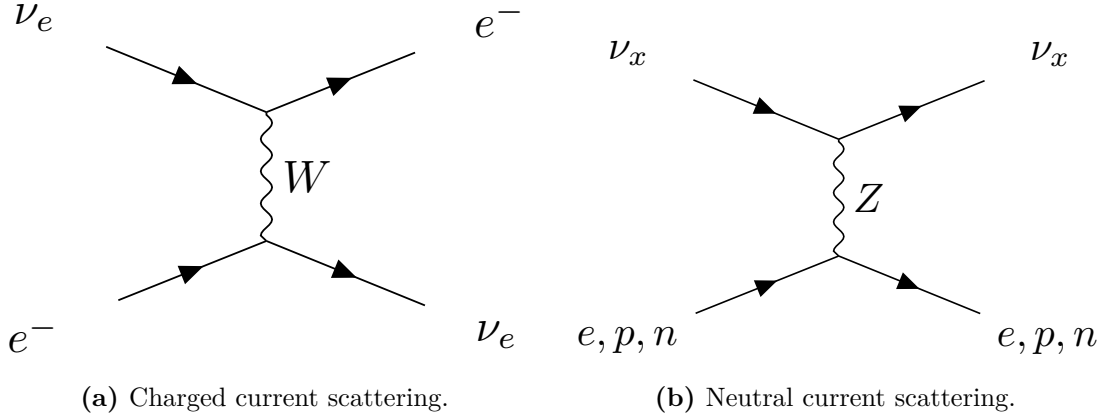 ν_e
e⁻
W
e⁻
ν_e
(a) Charged current scattering.
ν_x
ν_x
Z
e, p, n
e, p, n
(b) Neutral current scattering.